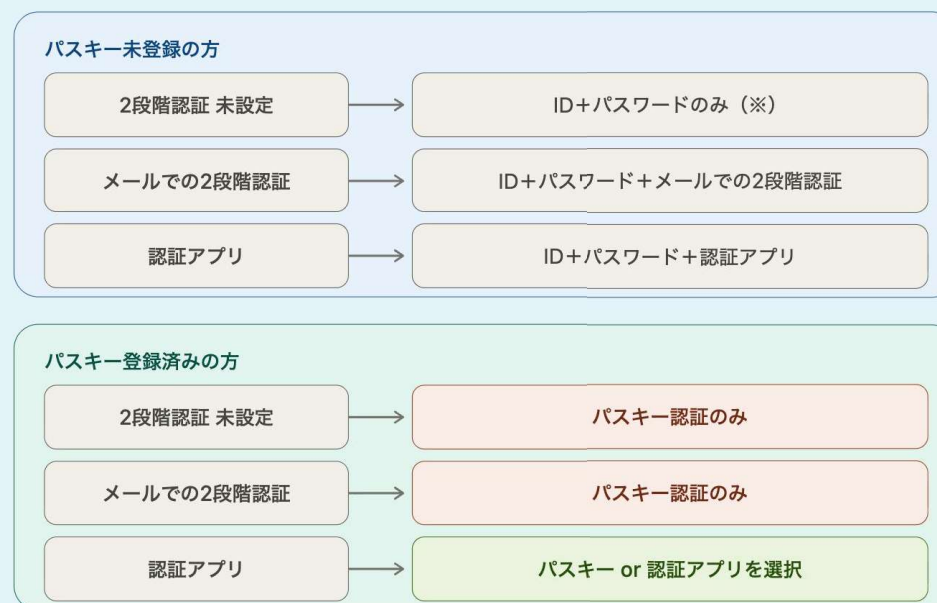 パスキー未登録の方
2段階認証 未設定
ID+パスワードのみ（※）
メールでの2段階認証
ID+パスワード+メールでの2段階認証
認証アプリ
ID+パスワード+認証アプリ
パスキー登録済みの方
2段階認証 未設定
パスキー認証のみ
メールでの2段階認証
パスキー認証のみ
認証アプリ
パスキー or 認証アプリを選択